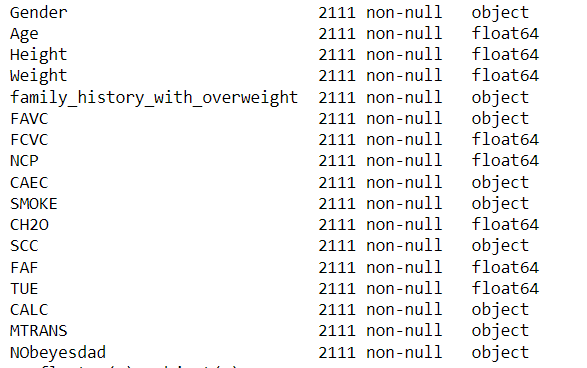 Gender 2111 non-null object
Age 2111 non-null float64
Height 2111 non-null float64
Weight 2111 non-null float64
family_history_with_overweight 2111 non-null object
FAVC 2111 non-null object
FCVC 2111 non-null float64
NCP 2111 non-null float64
CAEC 2111 non-null object
SMOKE 2111 non-null object
CH2O 2111 non-null float64
SCC 2111 non-null object
FAF 2111 non-null float64
TUE 2111 non-null float64
CALC 2111 non-null object
MTRANS 2111 non-null object
NObeyesdad 2111 non-null object